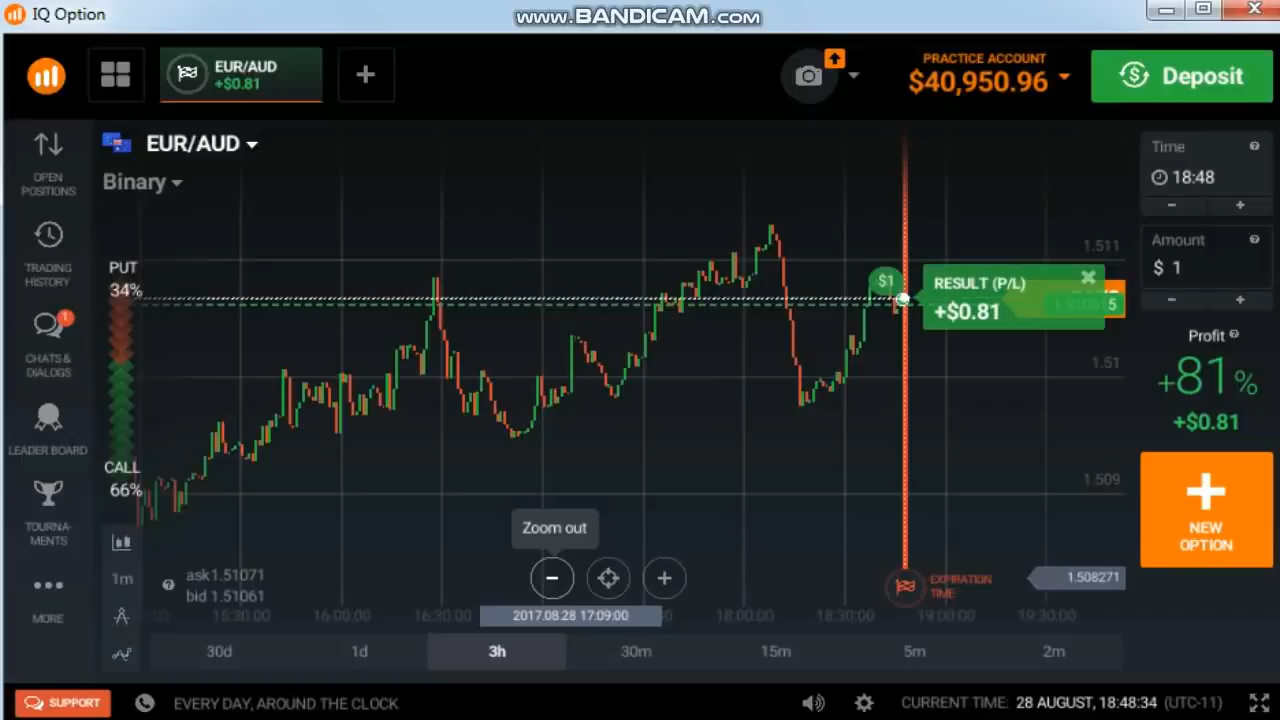 IQ Option
www.BANDICAM.com
EUR/AUD
+$0.81
+
PRACTICE ACCOUNT
$40,950.96
Deposit
OPEN
POSITIONS
TRADING
HISTORY
1
CHATS &
DIALOGS
LEADER BOARD
TOURNA-
MENTS
MORE
EUR/AUD
Binary
PUT
34%
CALL
66%
1m
ask1.51071
bid 1.51061
$1
RESULT (P/L)
+$0.81
1.511
1.51
1.509
1.508271
Zoom out
EXPIRATION
TIME
15:30:00
16:00:00
16:30:00
2017.08.28 17:09:00
18:00:00
18:30:00
19:00:00
19:30:00
30d
1d
3h
30m
15m
5m
2m
Time
18:48
- +
Amount
$ 1
- +
Profit
+81%
+$0.81
NEW
OPTION
SUPPORT
EVERY DAY, AROUND THE CLOCK
CURRENT TIME: 28 AUGUST, 18:48:34 (UTC-11)